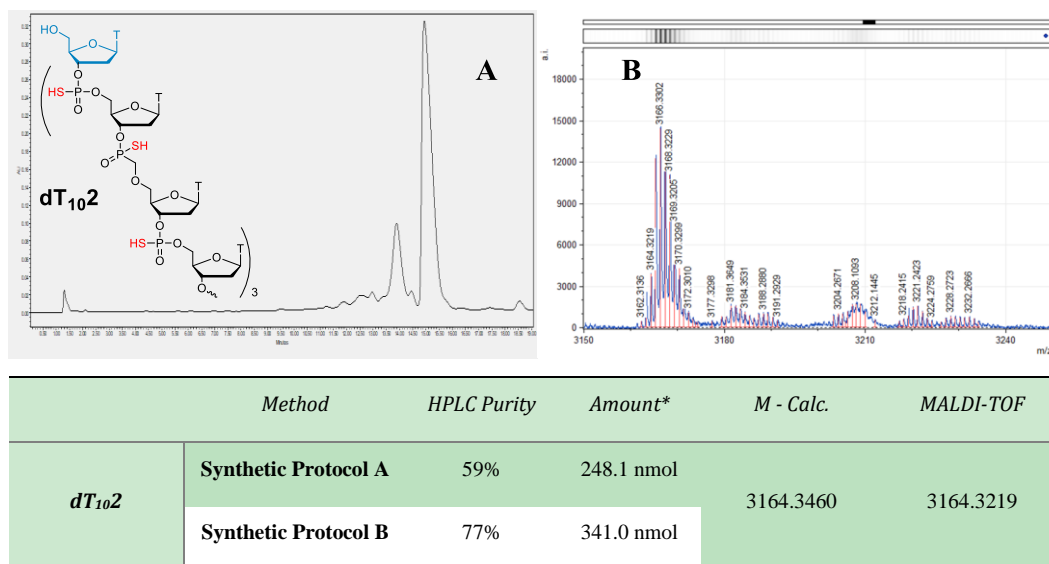 HO
T
O
O
HS
P
O
O
O
T
O
O
SH
P
O
O
T
O
dT₁₀2
O
HS
P
O
O
T
O
O
3
A
Minutes
B
a.i.
18000
15000
12000
9000
6000
3000
0
3162.3136
3164.3219
3166.3302
3168.3229
3169.3205
3170.3299
3172.3010
3177.3298
3181.3649
3184.3531
3188.2880
3191.2929
3204.2671
3208.1093
3212.1445
3218.2415
3221.2423
3224.2759
3228.2723
3232.2666
3150
3180
3210
3240
m/z
Method HPLC Purity Amount* M - Calc. MALDI-TOF
dT₁₀2
Synthetic Protocol A 59% 248.1 nmol
3164.3460 3164.3219
Synthetic Protocol B 77% 341.0 nmol